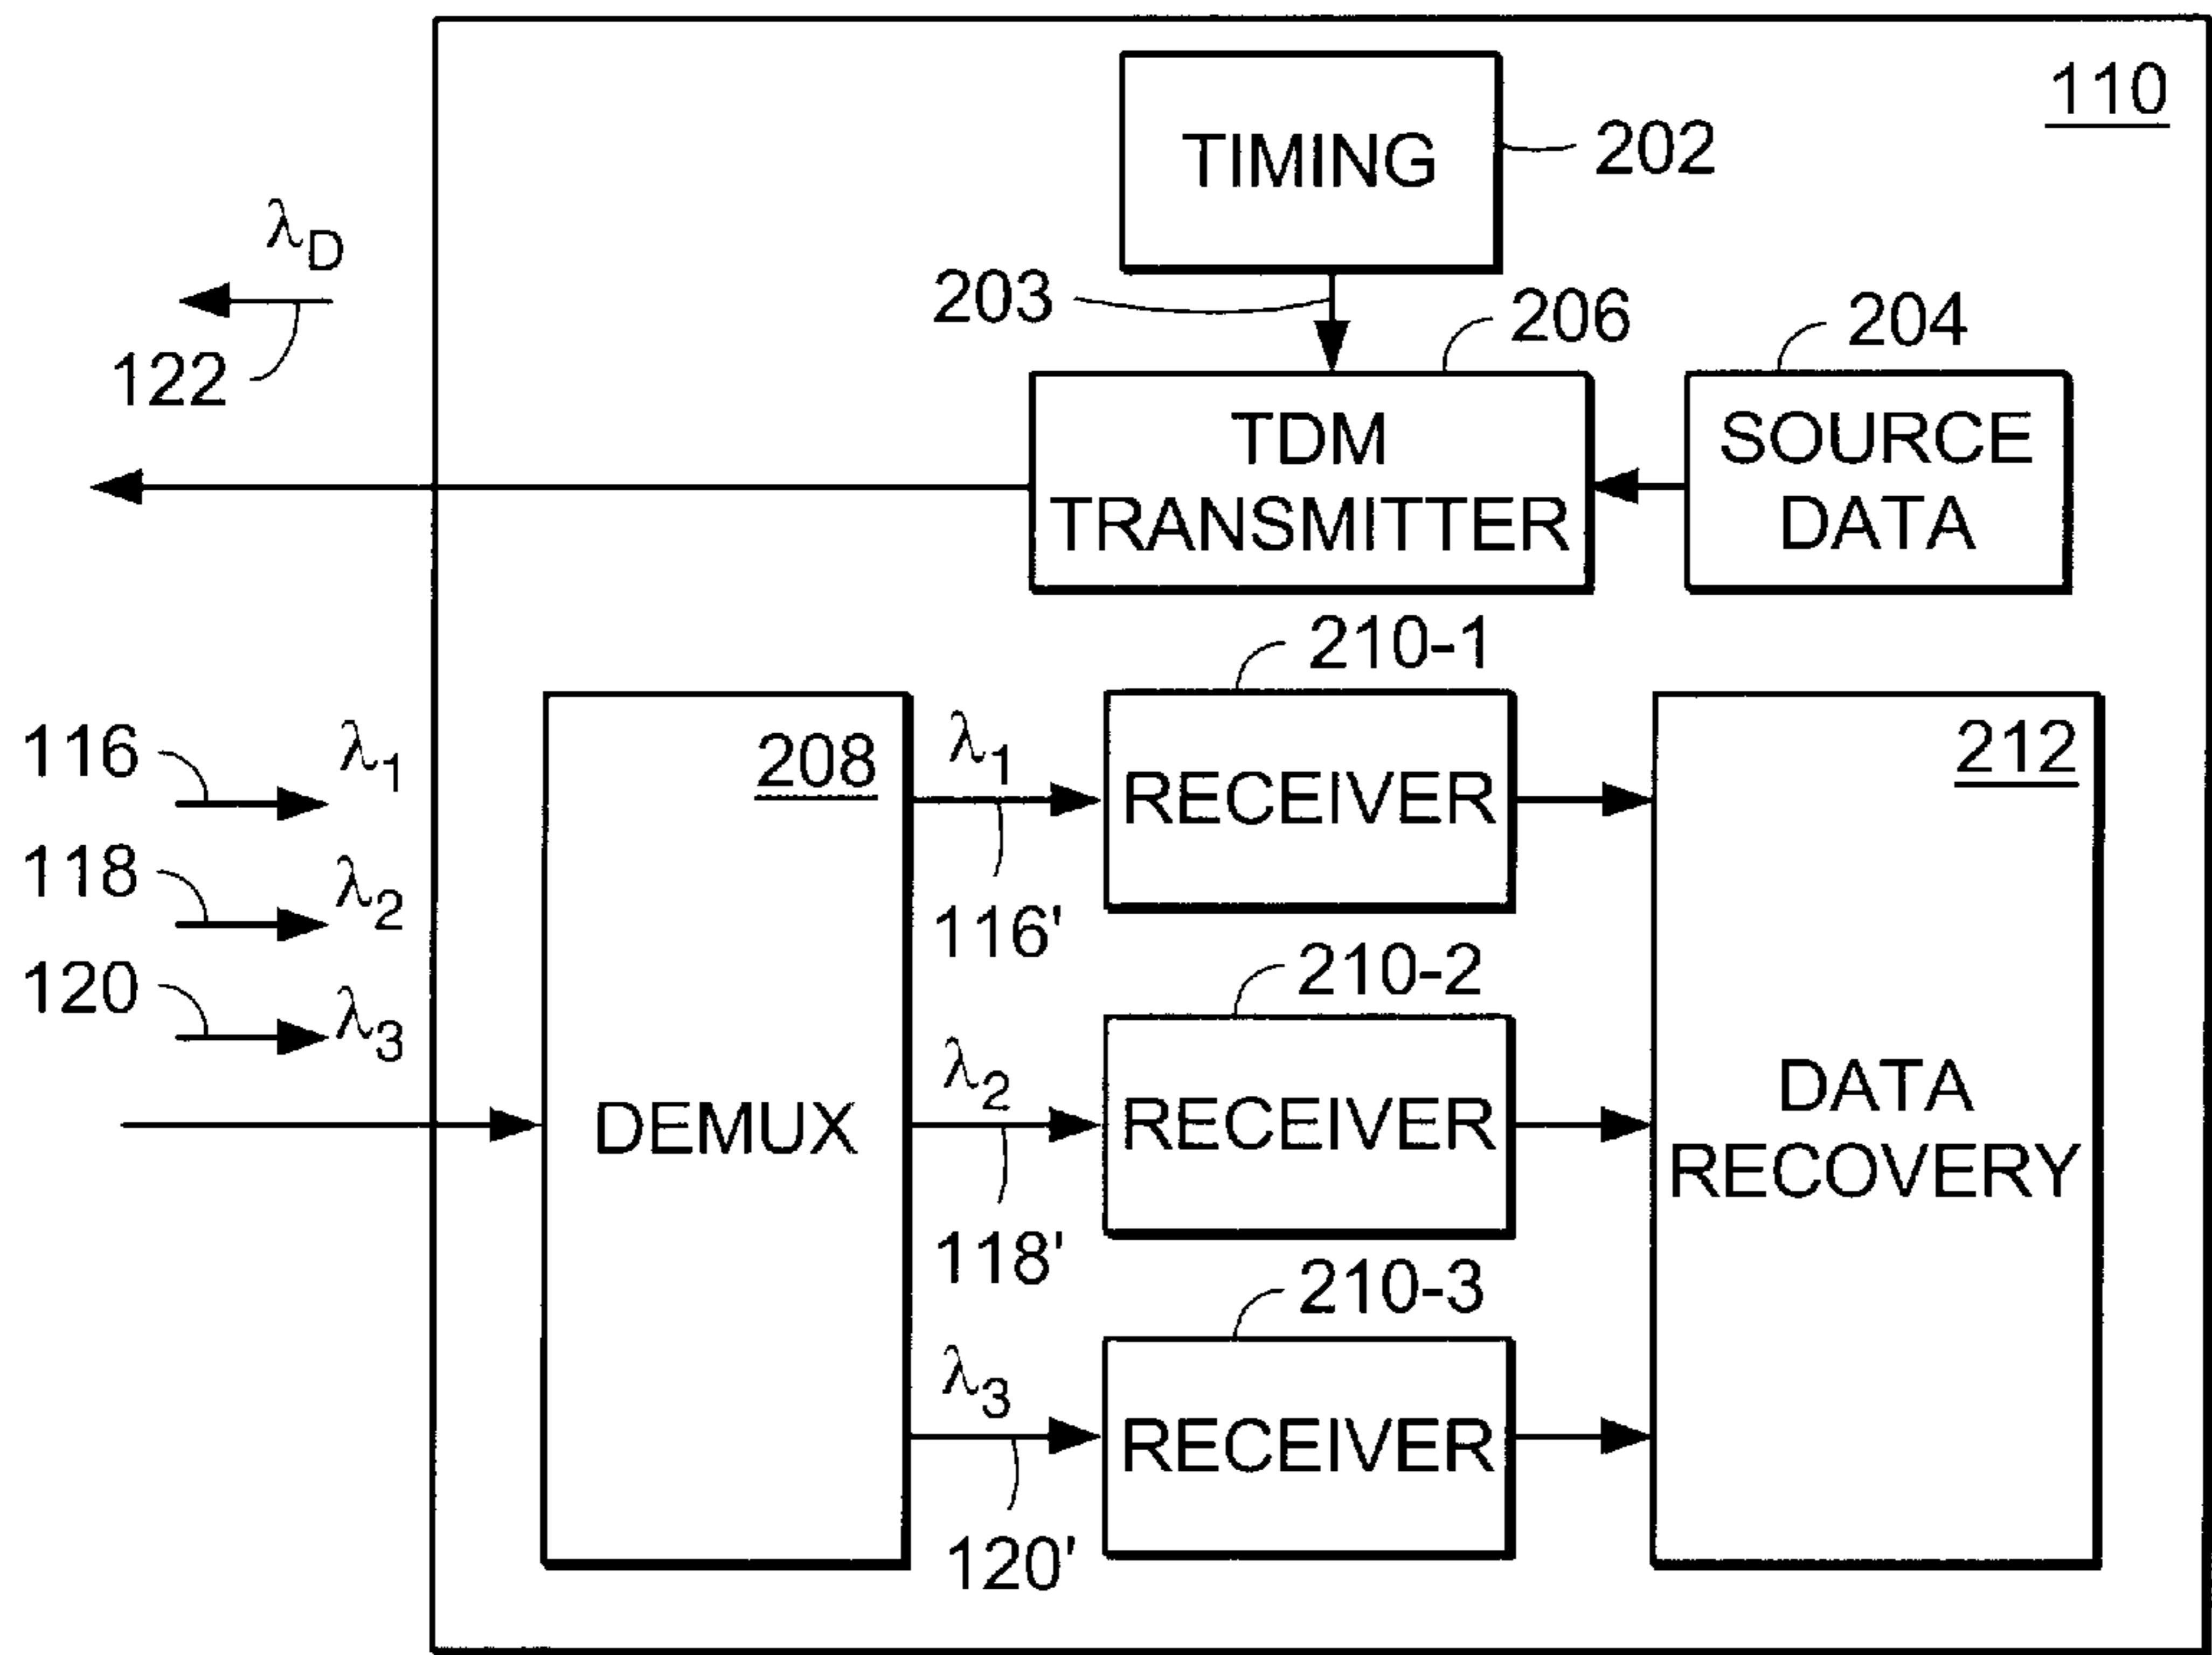 110
TIMING
202
λD
203
206
204
122
TDM
TRANSMITTER
SOURCE
DATA
210-1
116
λ1
208
λ1
RECEIVER
212
118
λ2
116'
210-2
120
λ3
λ2
DEMUX
RECEIVER
DATA
RECOVERY
118'
210-3
λ3
RECEIVER
120'